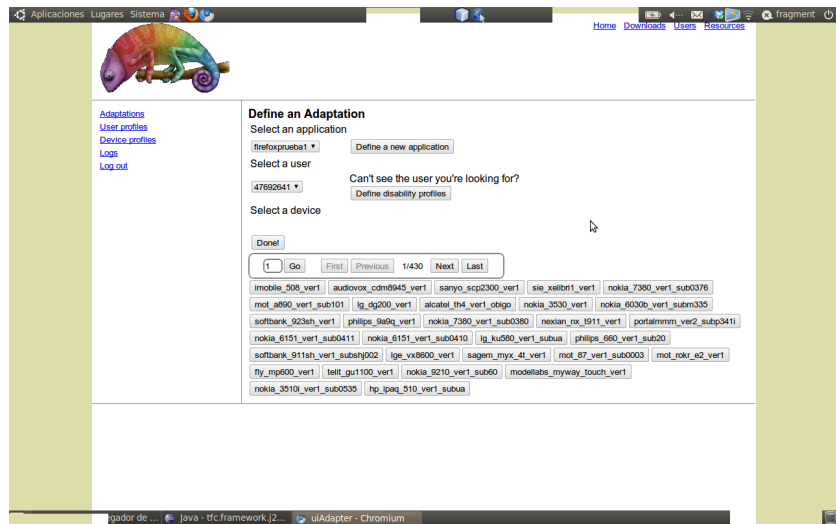 Aplicaciones Lugares Sistema fragment
Home Downloads Users Resources
Adaptations
User profiles
Device profiles
Logs
Log out
Define an Adaptation
Select an application
firefoxprueba1 Define a new application
Select a user
Can't see the user you're looking for?
47692641 Define disability profiles
Select a device
Done!
1 Go First Previous 1/430 Next Last
imobile_508_ver1 audiovox_cdm8945_ver1 sanyo_scp2300_ver1 sie_xelibri1_ver1 nokia_7380_ver1_sub0376
mot_a890_ver1_sub101 lg_dg200_ver1 alcatel_th4_ver1_obigo nokia_3530_ver1 nokia_6030b_ver1_subm335
softbank_923sh_ver1 philips_9a9q_ver1 nokia_7380_ver1_sub0380 nexian_nx_t911_ver1 portalmmm_ver2_subp341i
nokia_6151_ver1_sub0411 nokia_6151_ver1_sub0410 lg_ku580_ver1_subua philips_660_ver1_sub20
softbank_911sh_ver1_subshj002 lge_vx8600_ver1 sagem_myx_4t_ver1 mot_87_ver1_sub0003 mot_rokr_e2_ver1
fly_mp600_ver1 telit_gu1100_ver1 nokia_9210_ver1_sub60 modellabs_myway_touch_ver1
nokia_3510i_ver1_sub0535 hp_ipaq_510_ver1_subua
egador de ... Java - tfc.framework.j2... uiAdapter - Chromium